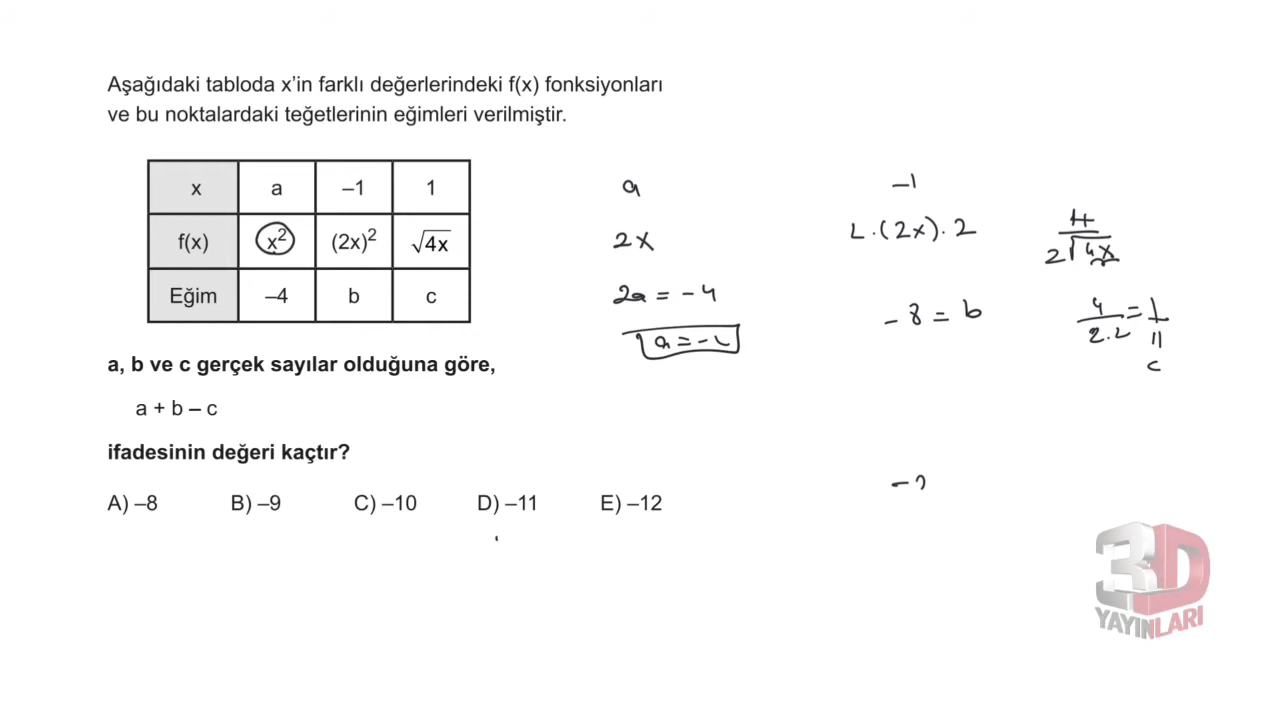 Aşağıdaki tabloda x'in farklı değerlerindeki f(x) fonksiyonları
ve bu noktalardaki teğetlerinin eğimleri verilmiştir.
x a –1 1
f(x) x² (2x)² √4x
Eğim –4 b c
a, b ve c gerçek sayılar olduğuna göre,
a + b – c
ifadesinin değeri kaçtır?
A) –8 B) –9 C) –10 D) –11 E) –12
a
2x
2a = -4
a = -2
-1
2.(2x).2
-8 = b
4/2√4x
4/2.2 = 1
=
c
3D
YAYINLARI